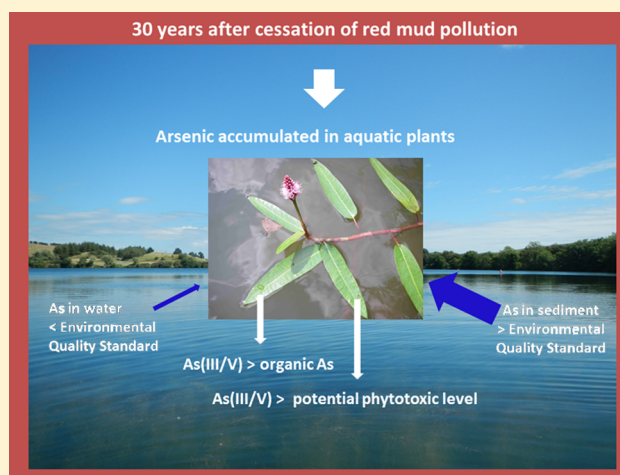 30 years after cessation of red mud pollution
Arsenic accumulated in aquatic plants
As in water
< Environmental
Quality Standard
As in sediment
> Environmental
Quality Standard
As(III/V) > organic As
As(III/V) > potential phytotoxic level